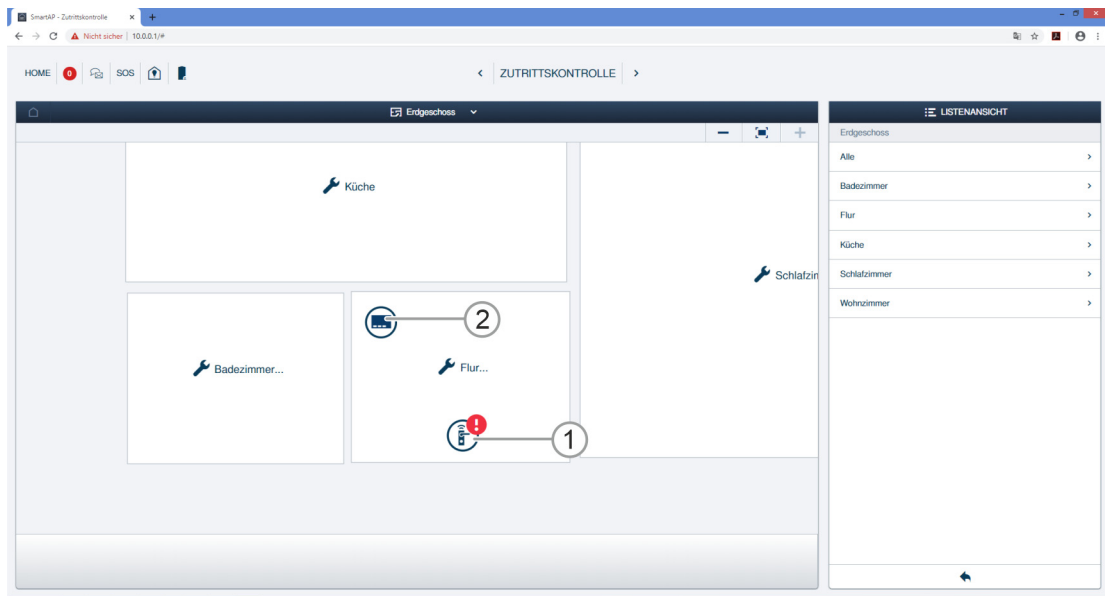 SmartAP - Zutrittskontrolle
Nicht sicher | 10.0.0.1/#
HOME 0 SOS ZUTRITTSKONTROLLE
Erdgeschoss
LISTENANSICHT
Erdgeschoss
Alle
Badezimmer
Flur
Küche
Schlafzimmer
Wohnzimmer
Küche
Schlafzin
2
Badezimmer...
Flur...
1